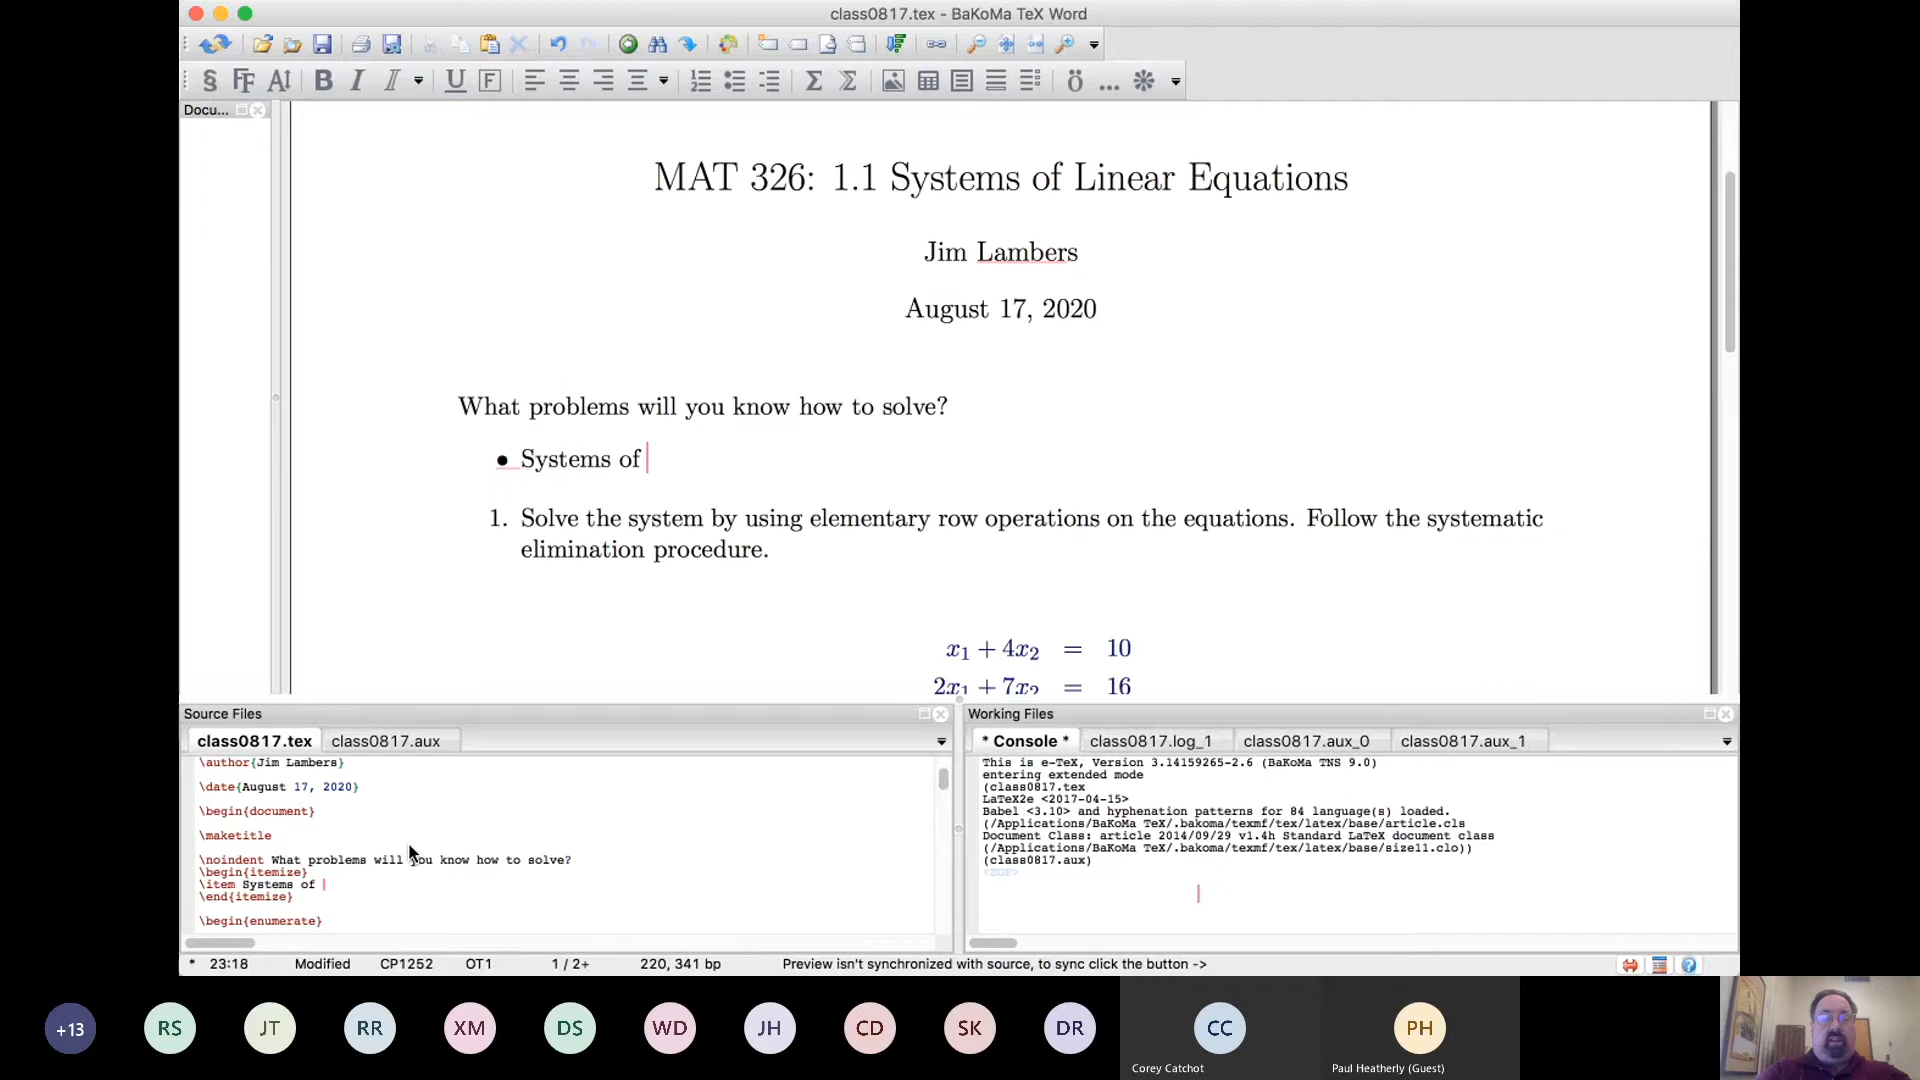 class0817.tex - BaKoMa TeX Word
Docu...
MAT 326: 1.1 Systems of Linear Equations
Jim Lambers
August 17, 2020
What problems will you know how to solve?
• Systems of
1. Solve the system by using elementary row operations on the equations. Follow the systematic
elimination procedure.
x₁ + 4x₂ = 10
2x₁ + 7x₂ = 16
Source Files
class0817.tex class0817.aux
\author{Jim Lambers}
\date{August 17, 2020}
\begin{document}
\maketitle
\noindent What problems will you know how to solve?
\begin{itemize}
\item Systems of
\end{itemize}
\begin{enumerate}
Working Files
* Console * class0817.log_1 class0817.aux_0 class0817.aux_1
This is e-TeX, Version 3.14159265-2.6 (BaKoMa TNS 9.0)
entering extended mode
(class0817.tex
LaTeX2e <2017-04-15>
Babel <3.10> and hyphenation patterns for 84 language(s) loaded.
(/Applications/BaKoMa TeX/.bakoma/texmf/tex/latex/base/article.cls
Document Class: article 2014/09/29 v1.4h Standard LaTeX document class
(/Applications/BaKoMa TeX/.bakoma/texmf/tex/latex/base/size11.clo))
(class0817.aux)
<EOF>
* 23:18 Modified CP1252 OT1 1 / 2+ 220, 341 bp Preview isn't synchronized with source, to sync click the button ->
+13 RS JT RR XM DS WD JH CD SK DR CC PH
Corey Catchot Paul Heatherly (Guest)